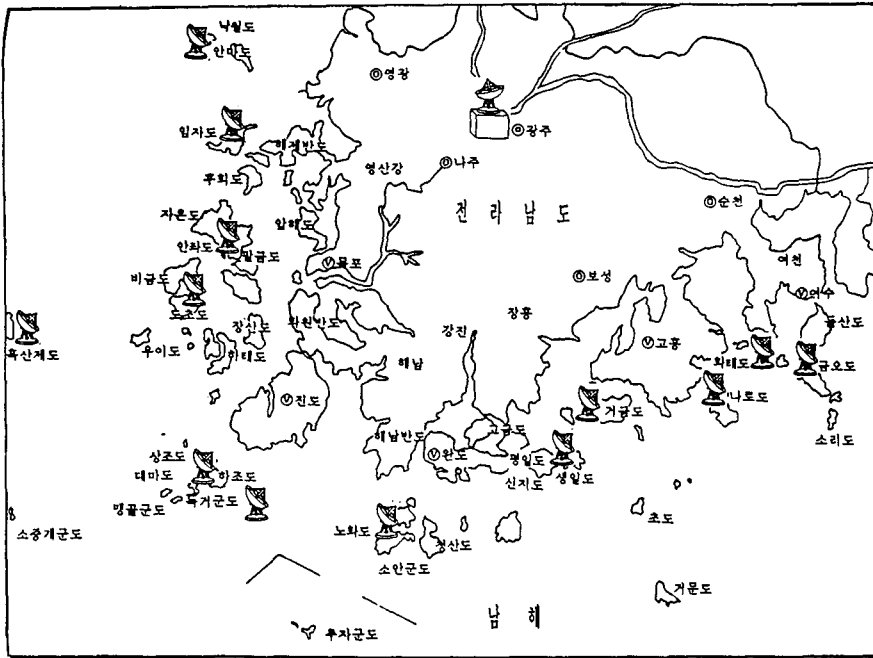 낙월도
안마도
◎영광
임자도
◎광주
해제반도
영산강
◎나주
후회도
자은도
압해도
전라남도
◎순천
안좌도
팔금도
Ⓥ목포
여천
비금도
◎보성
Ⓥ여수
도초도
장산도
화원반도
장흥
돌산도
흑산제도
우이도
하태도
강진
Ⓥ고흥
화태도
해남
금오도
Ⓥ진도
거금도
나로도
해남반도
고금도
소리도
상조도
Ⓥ완도
평일도
대마도
하조도
신지도
생일도
맹골군도
독거군도
소중개군도
노화도
초도
청산도
소안군도
거문도
남해
추자군도